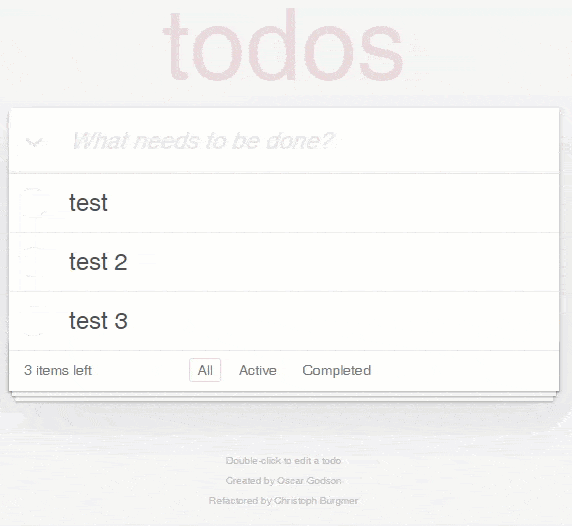 todos
What needs to be done?
test
test 2
test 3
3 items left All Active Completed
Double-click to edit a todo
Created by Oscar Godson
Refactored by Christoph Burgmer